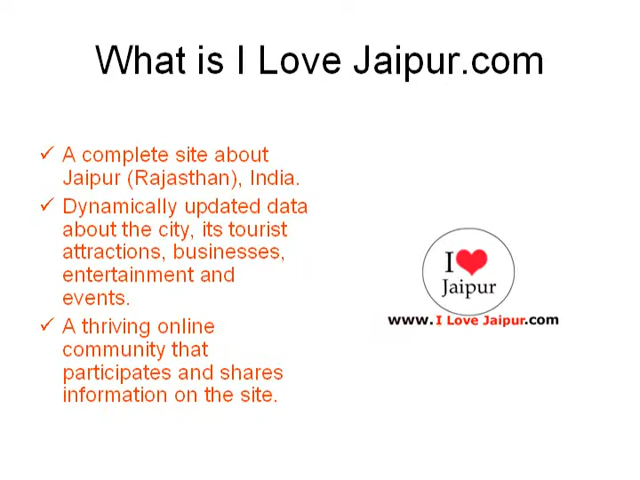 What is I Love Jaipur.com
A complete site about
Jaipur (Rajasthan), India.
Dynamically updated data
about the city, its tourist
attractions, businesses,
entertainment and
events.
A thriving online
community that
participates and shares
information on the site.
I
Jaipur
www.I Love Jaipur.com